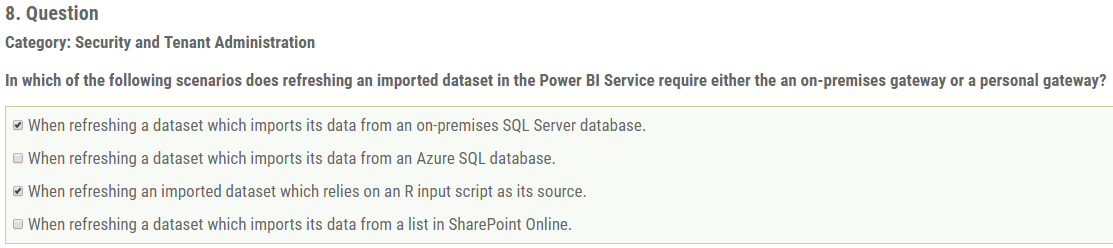 8. Question
Category: Security and Tenant Administration
In which of the following scenarios does refreshing an imported dataset in the Power BI Service require either the an on-premises gateway or a personal gateway?
When refreshing a dataset which imports its data from an on-premises SQL Server database.
When refreshing a dataset which imports its data from an Azure SQL database.
When refreshing an imported dataset which relies on an R input script as its source.
When refreshing a dataset which imports its data from a list in SharePoint Online.